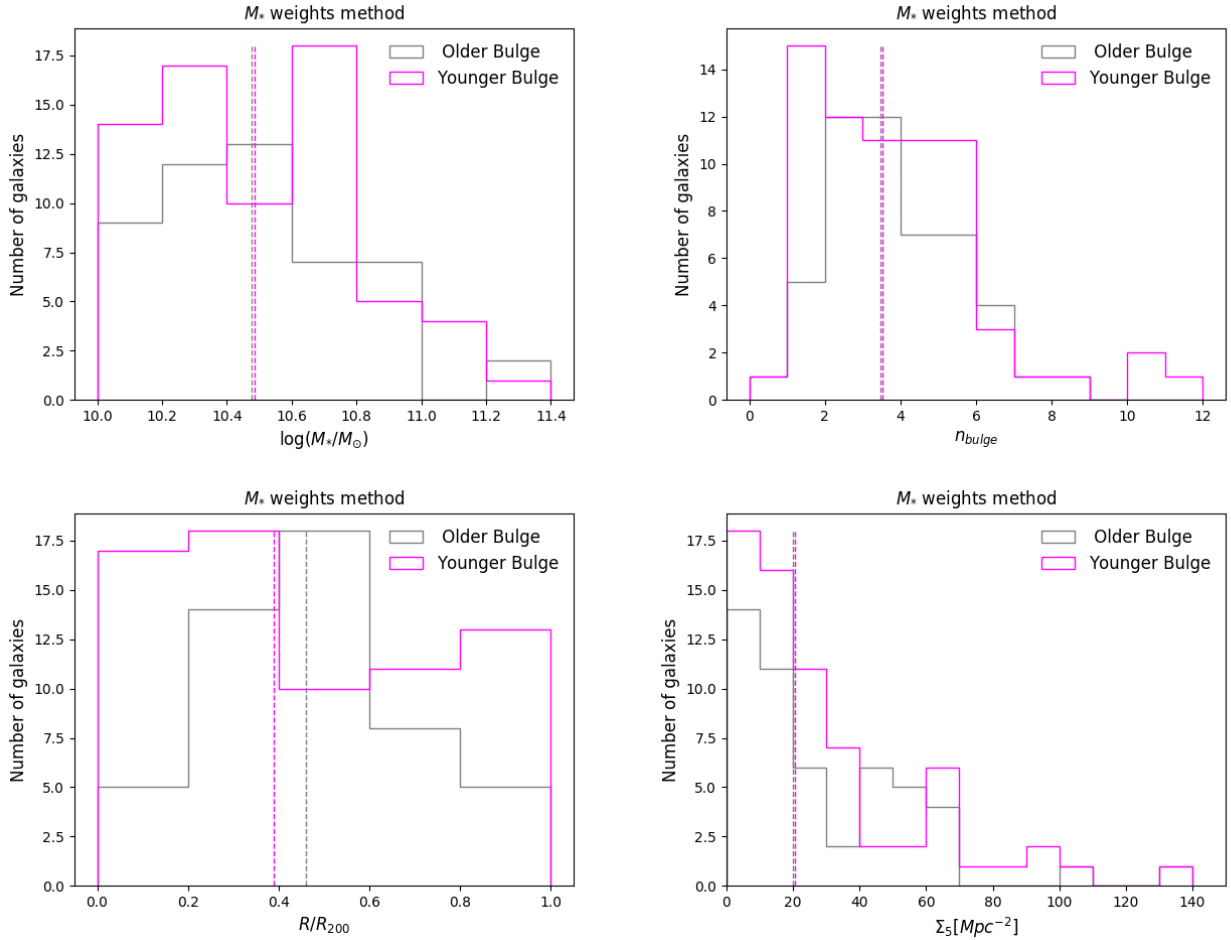 M* weights method
Older Bulge
Younger Bulge
Number of galaxies
17.5
15.0
12.5
10.0
7.5
5.0
2.5
0.0
10.0 10.2 10.4 10.6 10.8 11.0 11.2 11.4
log(M*/M⊙)
M* weights method
Older Bulge
Younger Bulge
Number of galaxies
14
12
10
8
6
4
2
0
0 2 4 6 8 10 12
n_bulge
M* weights method
Older Bulge
Younger Bulge
Number of galaxies
17.5
15.0
12.5
10.0
7.5
5.0
2.5
0.0
0.0 0.2 0.4 0.6 0.8 1.0
R/R₂₀₀
M* weights method
Older Bulge
Younger Bulge
Number of galaxies
17.5
15.0
12.5
10.0
7.5
5.0
2.5
0.0
0 20 40 60 80 100 120 140
Σ₅[Mpc⁻²]